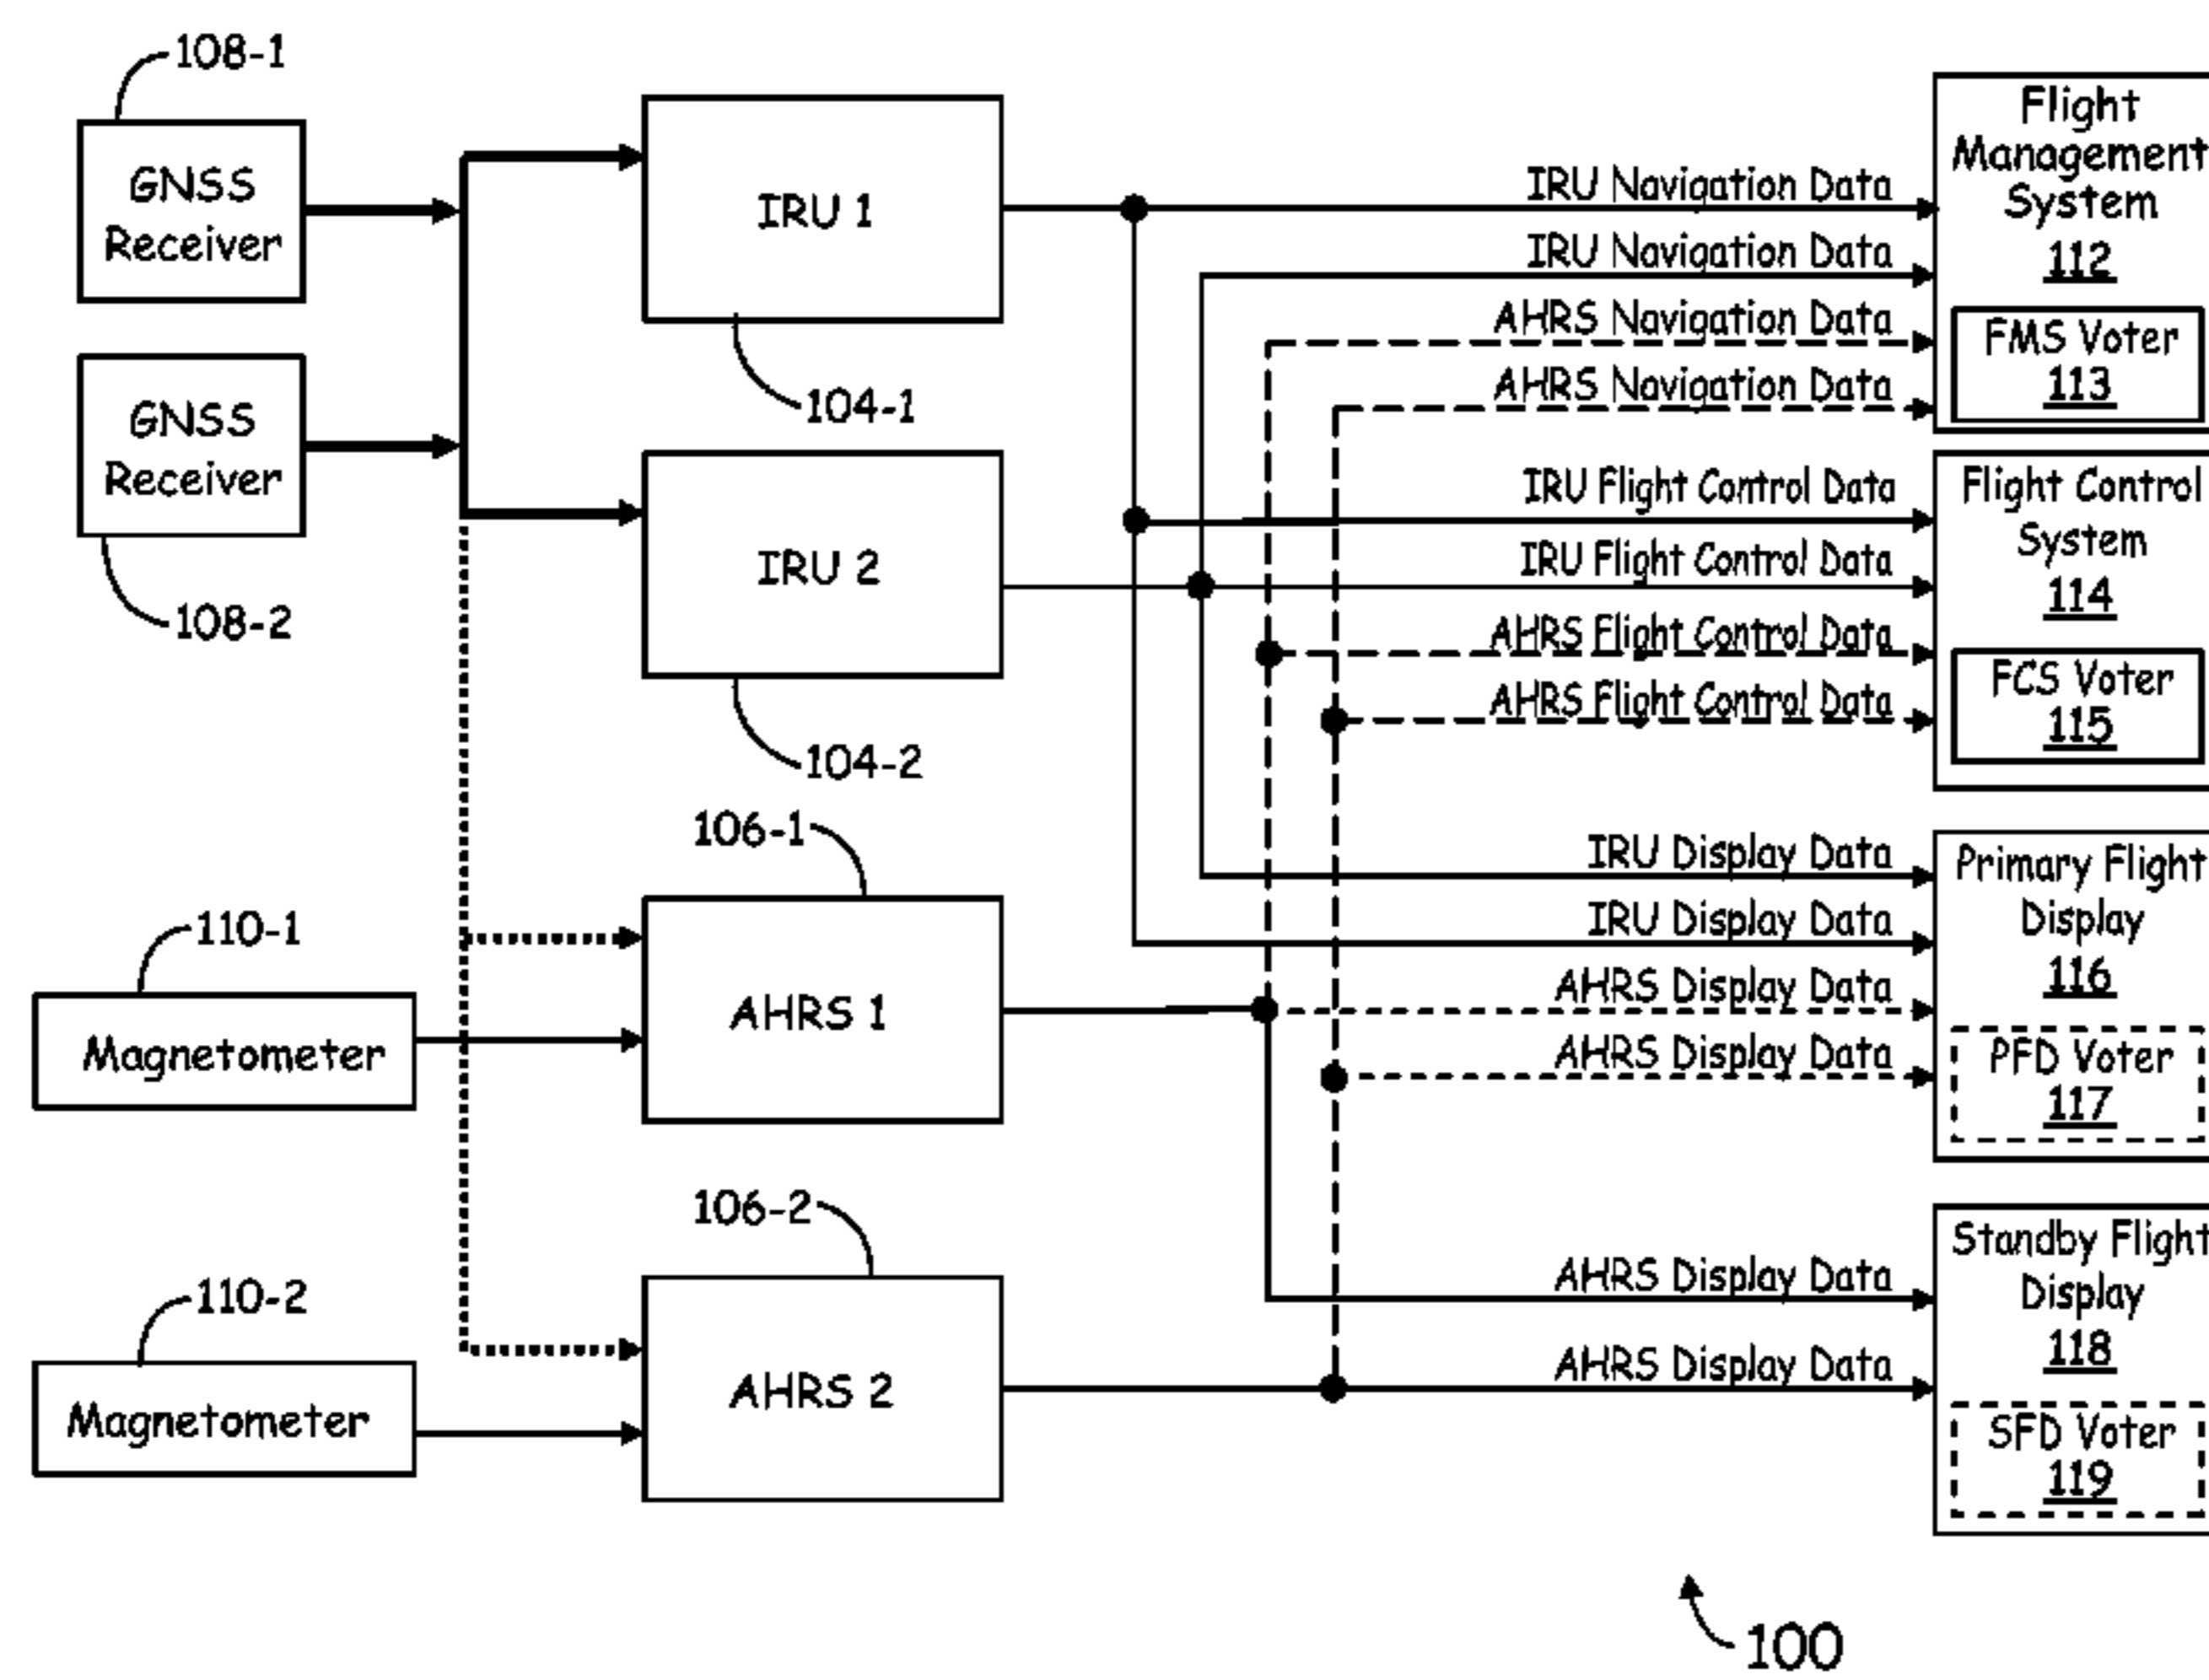 108-1
GNSS
Receiver
GNSS
Receiver
108-2
IRU 1
104-1
IRU 2
104-2
106-1
110-1
Magnetometer
AHRS 1
106-2
110-2
Magnetometer
AHRS 2
IRU Navigation Data
IRU Navigation Data
AHRS Navigation Data
AHRS Navigation Data
IRU Flight Control Data
IRU Flight Control Data
AHRS Flight Control Data
AHRS Flight Control Data
IRU Display Data
IRU Display Data
AHRS Display Data
AHRS Display Data
AHRS Display Data
AHRS Display Data
Flight
Management
System
112
FMS Voter
113
Flight Control
System
114
FCS Voter
115
Primary Flight
Display
116
PFD Voter
117
Standby Flight
Display
118
SFD Voter
119
100